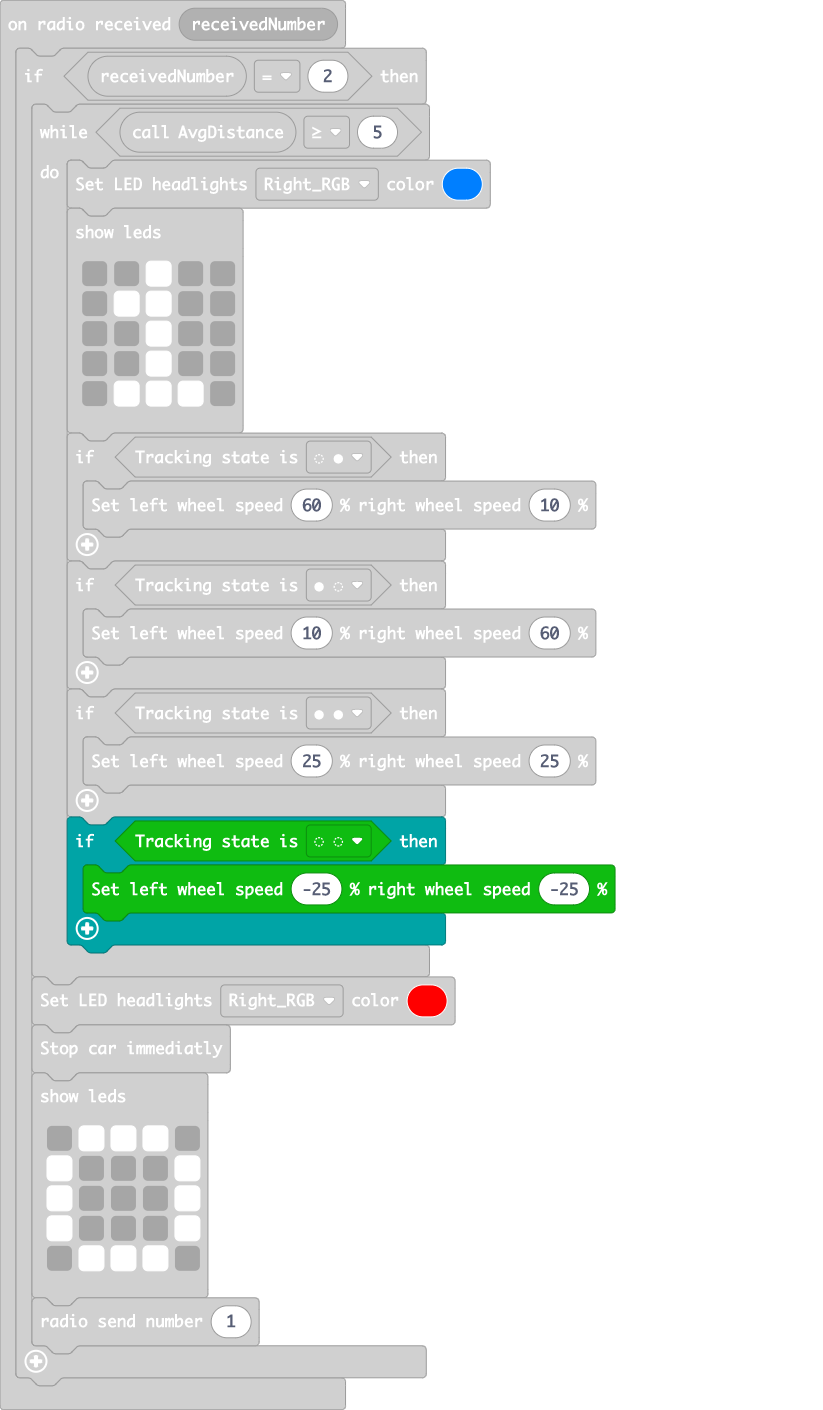 on radio received receivedNumber
if receivedNumber = 2 then
while call AvgDistance ≥ 5
do Set LED headlights Right_RGB color
show leds
if Tracking state is ◌ ● then
Set left wheel speed 60 % right wheel speed 10 %
if Tracking state is ● ◌ then
Set left wheel speed 10 % right wheel speed 60 %
if Tracking state is ● ● then
Set left wheel speed 25 % right wheel speed 25 %
if Tracking state is ◌ ◌ then
Set left wheel speed -25 % right wheel speed -25 %
Set LED headlights Right_RGB color
Stop car immediatly
show leds
radio send number 1